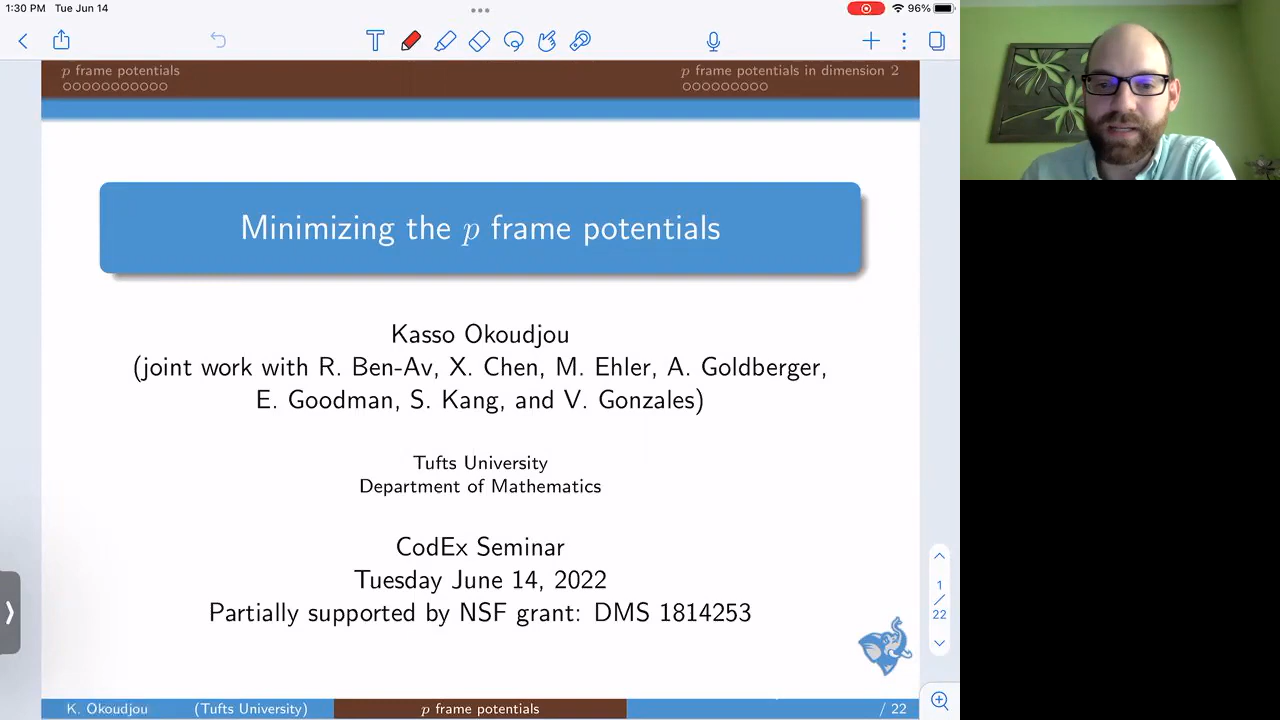 1:30 PM Tue Jun 14
96%
p frame potentials
p frame potentials in dimension 2
Minimizing the p frame potentials
Kasso Okoudjou
(joint work with R. Ben-Av, X. Chen, M. Ehler, A. Goldberger,
E. Goodman, S. Kang, and V. Gonzales)
Tufts University
Department of Mathematics
CodEx Seminar
Tuesday June 14, 2022
Partially supported by NSF grant: DMS 1814253
1
/
22
K. Okoudjou (Tufts University)
p frame potentials
/ 22